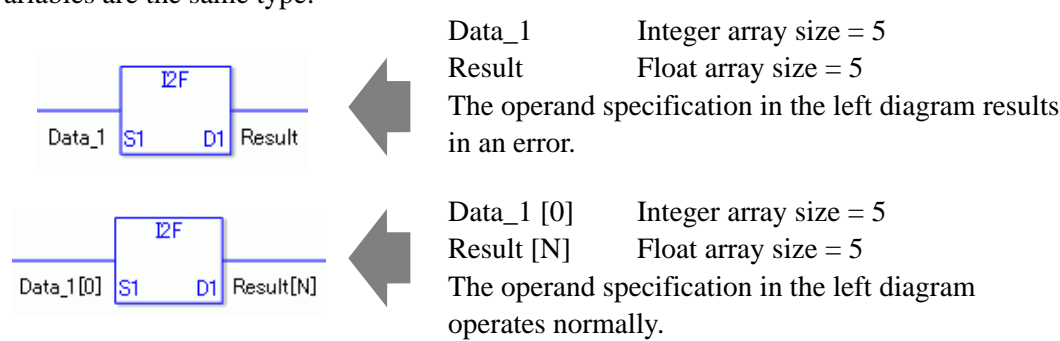 variables are the same type.
Data_1 Integer array size = 5
Result Float array size = 5
The operand specification in the left diagram results
in an error.
I2F
Data_1 S1 D1 Result
Data_1 [0] Integer array size = 5
Result [N] Float array size = 5
The operand specification in the left diagram
operates normally.
I2F
Data_1[0] S1 D1 Result[N]